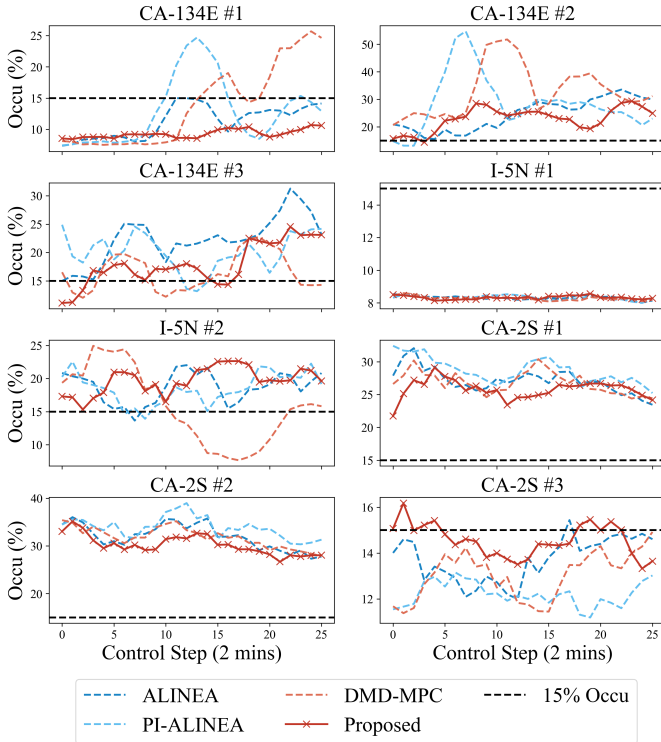 CA-134E #1
CA-134E #2
Occu (%)
25
20
15
10
50
40
30
20
CA-134E #3
I-5N #1
Occu (%)
30
25
20
15
14
12
10
8
I-5N #2
CA-2S #1
Occu (%)
25
20
15
10
30
25
20
15
CA-2S #2
CA-2S #3
Occu (%)
40
30
20
16
14
12
0 5 10 15 20 25
0 5 10 15 20 25
Control Step (2 mins)
Control Step (2 mins)
ALINEA
DMD-MPC
15% Occu
PI-ALINEA
Proposed